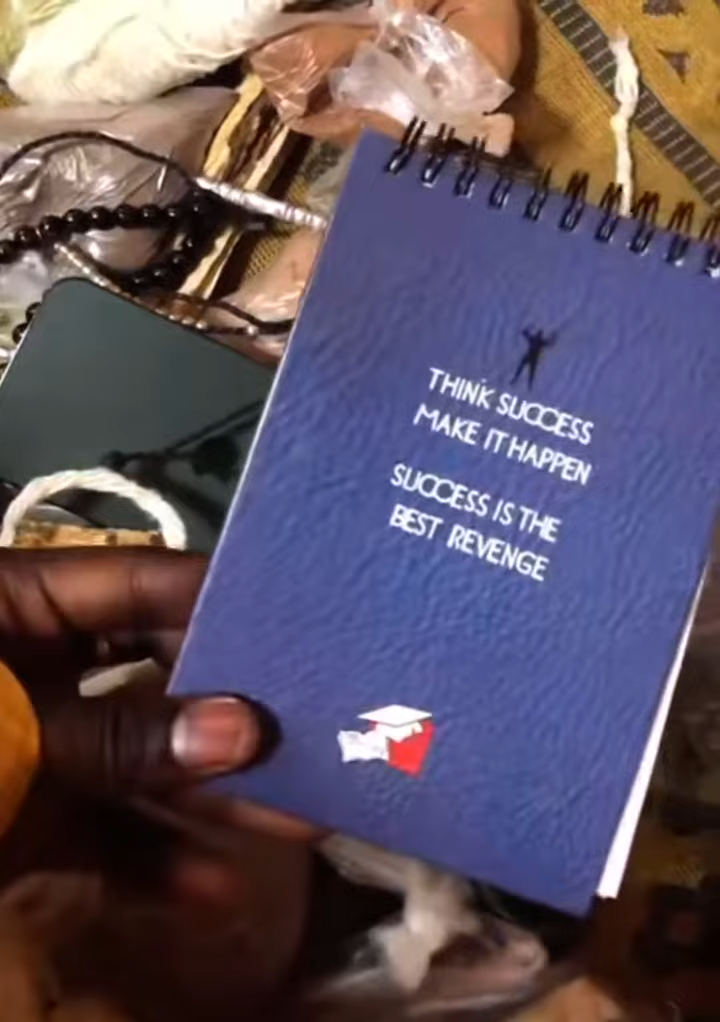 THINK SUCCESS
MAKE IT HAPPEN
SUCCESS IS THE
BEST REVENGE